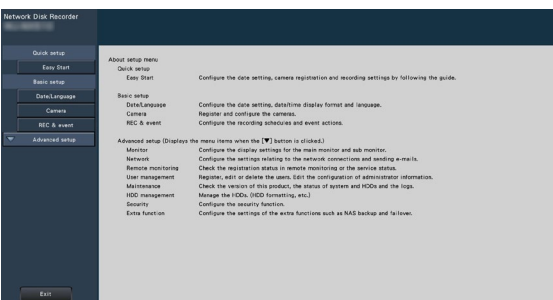 Network Disk Recorder
Quick setup
Easy Start
Basic setup
Date/Language
Camera
REC & event
Advanced setup
Exit
About setup menu
Quick setup
Easy Start Configure the date setting, camera registration and recording settings by following the guide.
Basic setup
Date/Language Configure the date setting, date/time display format and language.
Camera Register and configure the cameras.
REC & event Configure the recording schedules and event actions.
Advanced setup (Displays the menu items when the [▼] button is clicked.)
Monitor Configure the display settings for the main monitor and sub monitor.
Network Configure the settings relating to the network connections and sending e-mails.
Remote monitoring Check the registration status in remote monitoring or the service status.
User management Register, edit or delete the users. Edit the configuration of administrator information.
Maintenance Check the version of this product, the status of system and HDDs and the logs.
HDD management Manage the HDDs. (HDD formatting, etc.)
Security Configure the security function.
Extra function Configure the settings of the extra functions such as NAS backup and failover.